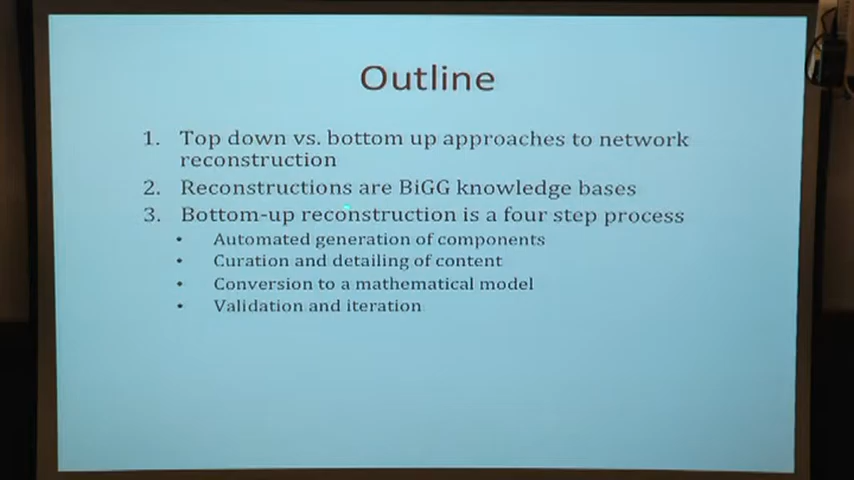 Outline
1. Top down vs. bottom up approaches to network
reconstruction
2. Reconstructions are BiGG knowledge bases
3. Bottom-up reconstruction is a four step process
• Automated generation of components
• Curation and detailing of content
• Conversion to a mathematical model
• Validation and iteration